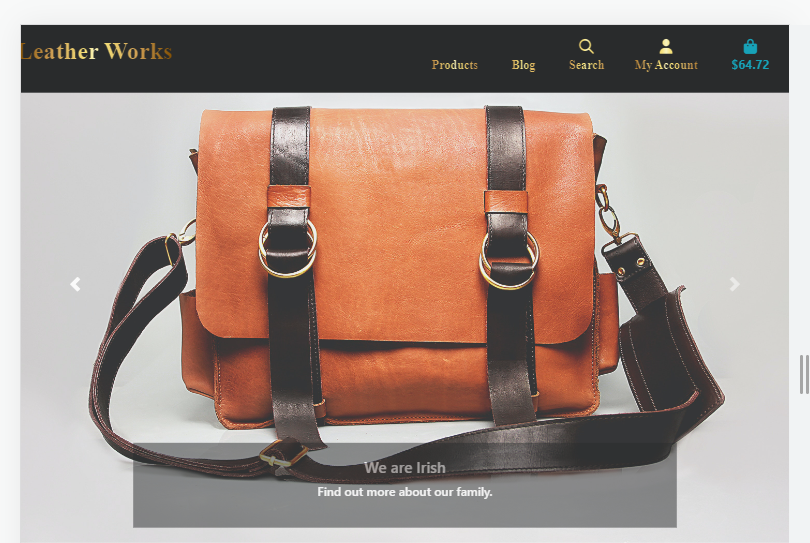 Leather Works
Products
Blog
Search
My Account
$64.72
We are Irish
Find out more about our family.